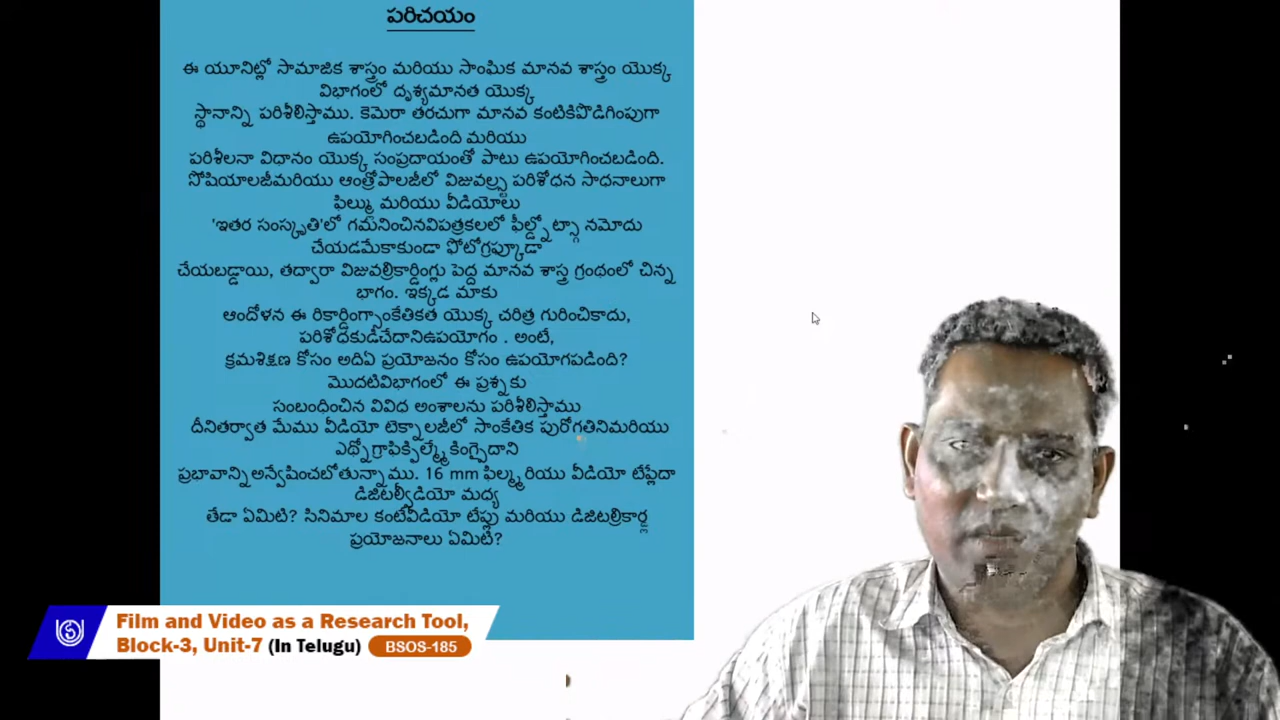 పరిచయం
ఈ యూనిట్లో సామాజిక శాస్త్రం మరియు సాంఘిక మానవ శాస్త్రం యొక్క
విభాగంలో దృశ్యమానత యొక్క
స్థానాన్ని పరిశీలిస్తాము. కెమెరా తరచుగా మానవ కంటికిపొడిగింపుగా
ఉపయోగించబడింది మరియు
పరిశీలనా విధానం యొక్క సంప్రదాయంతో పాటు ఉపయోగించబడింది.
సోషియాలజీమరియు ఆంత్రోపాలజీలో విజువల్స్ పరిశోధన సాధనాలుగా
ఫిల్ము మరియు వీడియోలు
'ఇతర సంస్కృతి'లో గమనించినవిపత్రకలలో ఫీల్డ్నోట్స్గా నమోదు
చేయడమేకాకుండా ఫోటోగ్రఫ్కూడా
చేయబడ్డాయి, తద్వారా విజువల్రికార్డింగ్లు పెద్ద మానవ శాస్త్ర గ్రంథంలో చిన్న
భాగం. ఇక్కడ మాకు
ఆందోళన ఈ రికార్డింగ్సాంకేతికత యొక్క చరిత్ర గురించికాదు,
పరిశోధకుడిచేదానిఉపయోగం . అంటే,
క్రమశిక్షణ కోసం అదిఏ ప్రయోజనం కోసం ఉపయోగపడింది?
మొదటివిభాగంలో ఈ ప్రశ్నకు
సంబంధించిన వివిధ అంశాలను పరిశీలిస్తాము
దీనితర్వాత మేము వీడియో టెక్నాలజీలో సాంకేతిక పురోగతినిమరియు
ఎథ్నోగ్రాఫిక్ఫిల్మ్మేకింగ్పైదాని
ప్రభావాన్నిఅన్వేషించబోతున్నాము. 16 mm ఫిల్మ్మరియు వీడియో టేప్లేదా
డిజిటల్వీడియో మధ్య
తేడా ఏమిటి? సినిమాల కంటేవీడియో టేప్లు మరియు డిజిటల్రికార్డ్ల
ప్రయోజనాలు ఏమిటి?
Film and Video as a Research Tool,
Block-3, Unit-7 (In Telugu) BSOS-185